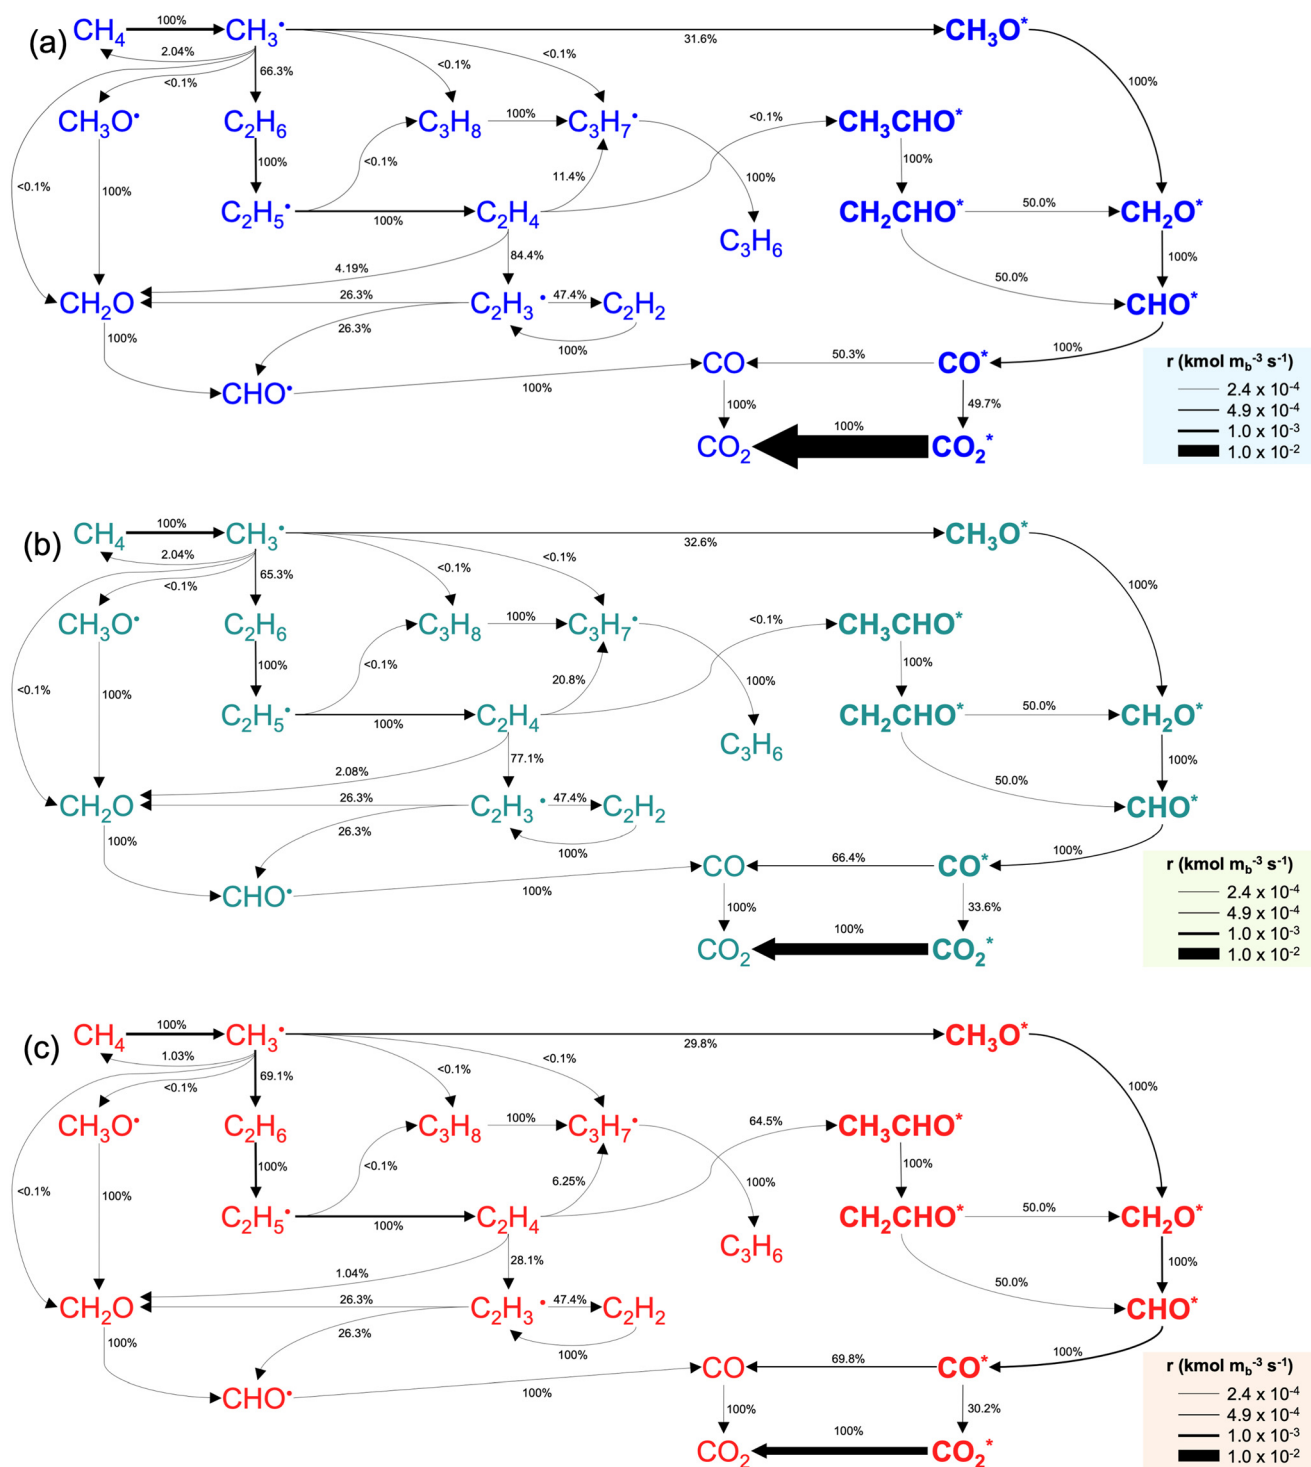 (a)
CH₄ 100% CH₃• 31.6% CH₃O*
2.04% <0.1% <0.1%
<0.1% 66.3% 100%
CH₃O• C₂H₆ C₃H₈ 100% C₃H₇• <0.1% CH₃CHO*
<0.1% 100% 100% <0.1% 11.4% 100% 100%
C₂H₅• 100% C₂H₄ C₃H₆ CH₂CHO* 50.0% CH₂O*
4.19% 84.4% 50.0% 100%
CH₂O 26.3% C₂H₃• 47.4% C₂H₂ CHO*
100% 26.3% 100% 100%
CHO• 100% CO 50.3% CO*
100% 49.7%
CO₂ 100% CO₂*
r (kmol m_b⁻³ s⁻¹)
2.4 x 10⁻⁴
4.9 x 10⁻⁴
1.0 x 10⁻³
1.0 x 10⁻²
(b)
CH₄ 100% CH₃• 32.6% CH₃O*
2.04% <0.1% <0.1%
<0.1% 65.3% 100%
CH₃O• C₂H₆ C₃H₈ 100% C₃H₇• <0.1% CH₃CHO*
<0.1% 100% 100% <0.1% 20.8% 100% 100%
C₂H₅• 100% C₂H₄ C₃H₆ CH₂CHO* 50.0% CH₂O*
2.08% 77.1% 50.0% 100%
CH₂O 26.3% C₂H₃• 47.4% C₂H₂ CHO*
100% 26.3% 100% 100%
CHO• 100% CO 66.4% CO*
100% 33.6%
CO₂ 100% CO₂*
r (kmol m_b⁻³ s⁻¹)
2.4 x 10⁻⁴
4.9 x 10⁻⁴
1.0 x 10⁻³
1.0 x 10⁻²
(c)
CH₄ 100% CH₃• 29.8% CH₃O*
1.03% <0.1% <0.1%
<0.1% 69.1% 100%
CH₃O• C₂H₆ C₃H₈ 100% C₃H₇• 64.5% CH₃CHO*
<0.1% 100% 100% <0.1% 6.25% 100% 100%
C₂H₅• 100% C₂H₄ C₃H₆ CH₂CHO* 50.0% CH₂O*
1.04% 28.1% 50.0% 100%
CH₂O 26.3% C₂H₃• 47.4% C₂H₂ CHO*
100% 26.3% 100% 100%
CHO• 100% CO 69.8% CO*
100% 30.2%
CO₂ 100% CO₂*
r (kmol m_b⁻³ s⁻¹)
2.4 x 10⁻⁴
4.9 x 10⁻⁴
1.0 x 10⁻³
1.0 x 10⁻²